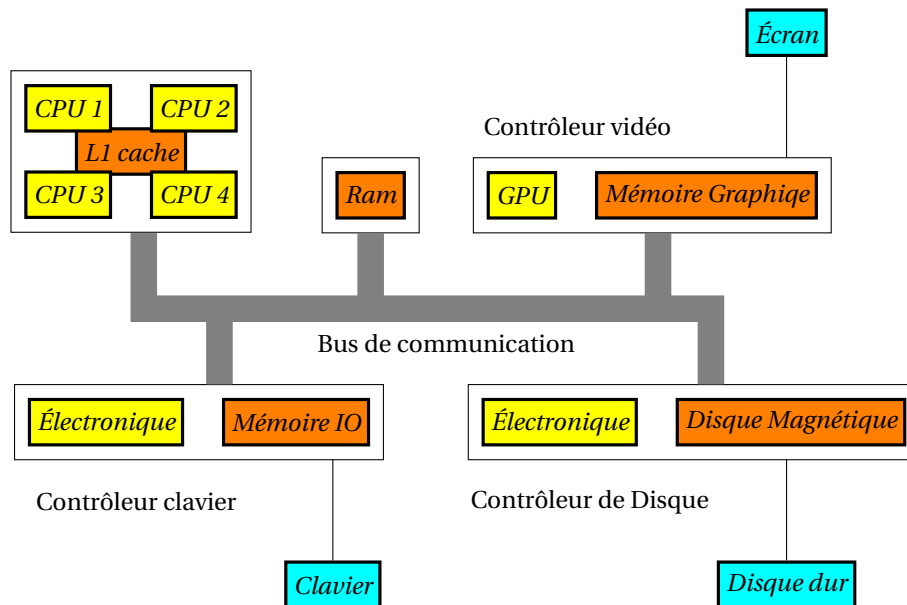 Écran
CPU 1
CPU 2
Contrôleur vidéo
L1 cache
CPU 3
CPU 4
Ram
GPU
Mémoire Graphiqe
Bus de communication
Électronique
Mémoire IO
Électronique
Disque Magnétique
Contrôleur clavier
Contrôleur de Disque
Clavier
Disque dur